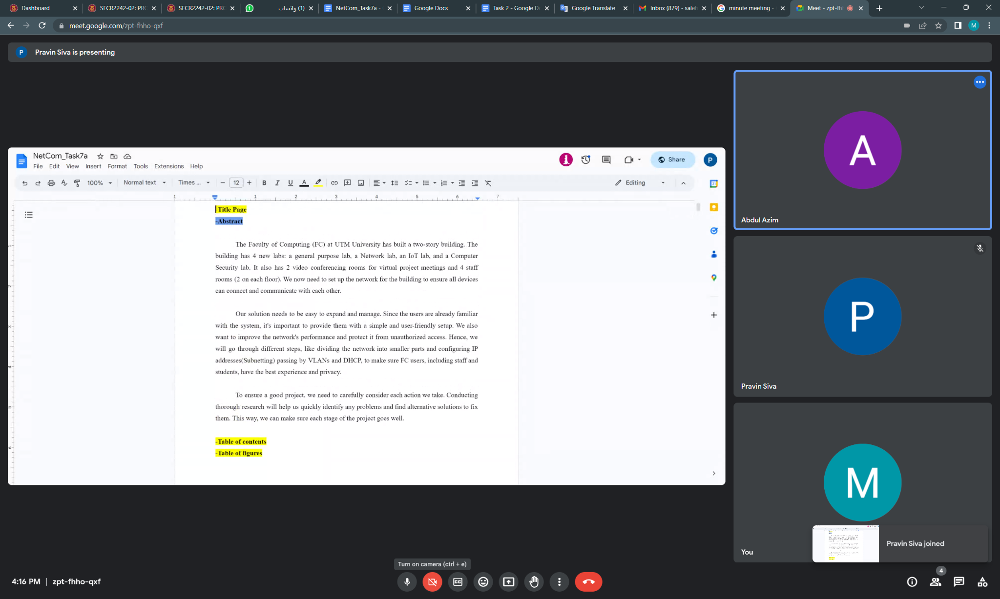 Dashboard
SECR2242-02: PRO
SECR2242-02: PRO
(1) واتساب
NetCom_Task7a -
Google Docs
Task 2 - Google D
Google Translate
Inbox (879) - saleh
minute meeting -
Meet - zpt-fh
meet.google.com/zpt-fhho-qxf
M
P
Pravin Siva is presenting
NetCom_Task7a
File Edit View Insert Format Tools Extensions Help
Share
P
100%
Normal text
Times ...
12
B I U A
Editing
1 1 2 3 4 5 6 7
-Title Page
-Abstract
The Faculty of Computing (FC) at UTM University has built a two-story building. The
building has 4 new labs: a general purpose lab, a Network lab, an IoT lab, and a Computer
Security lab. It also has 2 video conferencing rooms for virtual project meetings and 4 staff
rooms (2 on each floor). We now need to set up the network for the building to ensure all devices
can connect and communicate with each other.
Our solution needs to be easy to expand and manage. Since the users are already familiar
with the system, it's important to provide them with a simple and user-friendly setup. We also
want to improve the network's performance and protect it from unauthorized access. Hence, we
will go through different steps, like dividing the network into smaller parts and configuring IP
addresses(Subnetting) passing by VLANs and DHCP, to make sure FC users, including staff and
students, have the best experience and privacy.
To ensure a good project, we need to carefully consider each action we take. Conducting
thorough research will help us quickly identify any problems and find alternative solutions to fix
them. This way, we can make sure each stage of the project goes well.
-Table of contents
-Table of figures
A
Abdul Azim
P
Pravin Siva
M
You
Pravin Siva joined
Turn on camera (ctrl + e)
4:16 PM | zpt-fhho-qxf
4